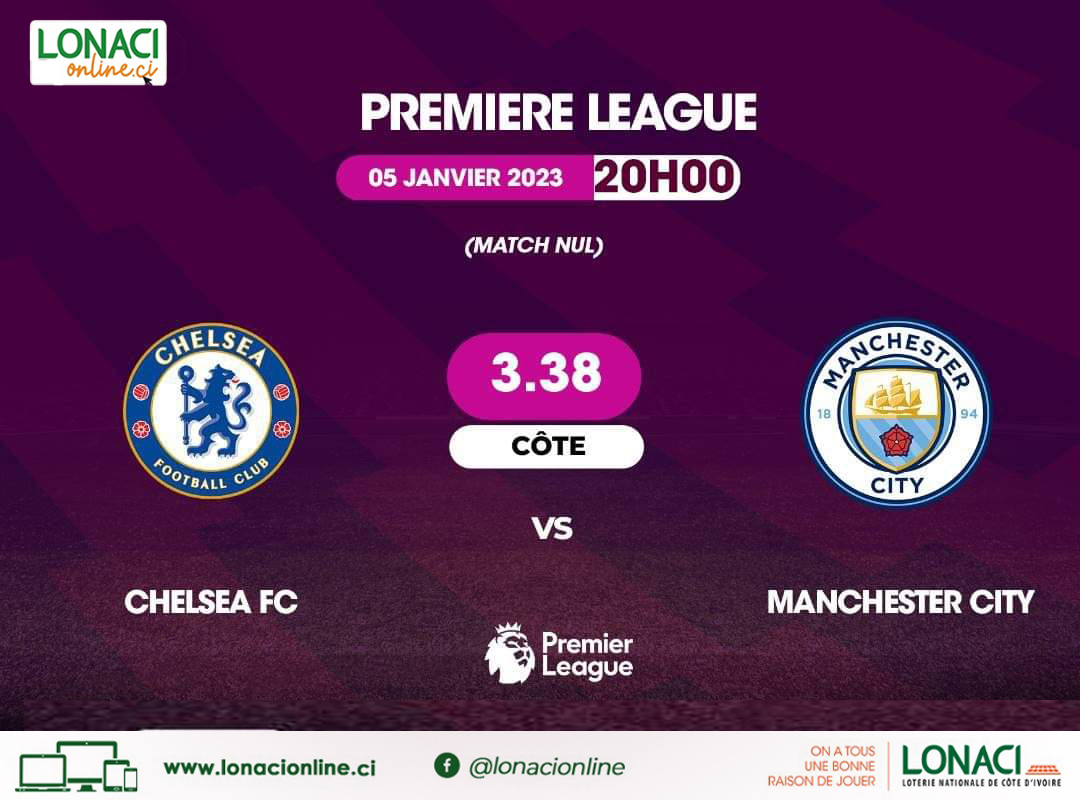 LONACI
online.ci
PREMIERE LEAGUE
05 JANVIER 2023 20H00
(MATCH NUL)
CHELSEA
FOOTBALL CLUB
3.38
CÔTE
MANCHESTER
18 94
CITY
VS
CHELSEA FC
MANCHESTER CITY
Premier
League
www.lonacionline.ci
@lonacionline
ON A TOUS
UNE BONNE
RAISON DE JOUER
LONACI
LOTERIE NATIONALE DE CÔTE D'IVOIRE